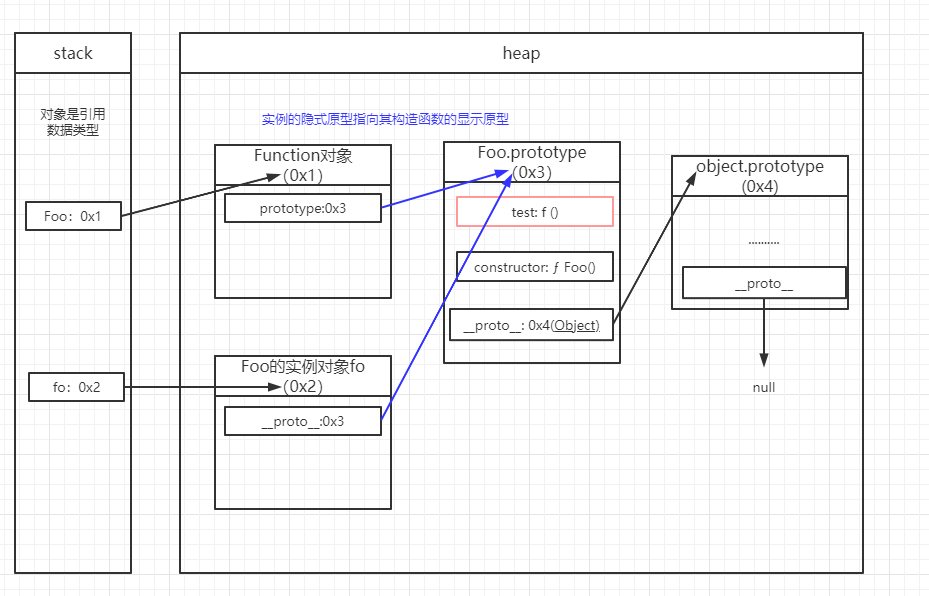 stack
heap
对象是引用
数据类型
实例的隐式原型指向其构造函数的显示原型
Function对象
(0x1)
prototype:0x3
Foo：0x1
Foo.prototype
(0x3)
test: f ()
constructor: ƒ Foo()
__proto__: 0x4(Object)
object.prototype
(0x4)
..........
__proto__
null
Foo的实例对象fo
(0x2)
__proto__:0x3
fo：0x2